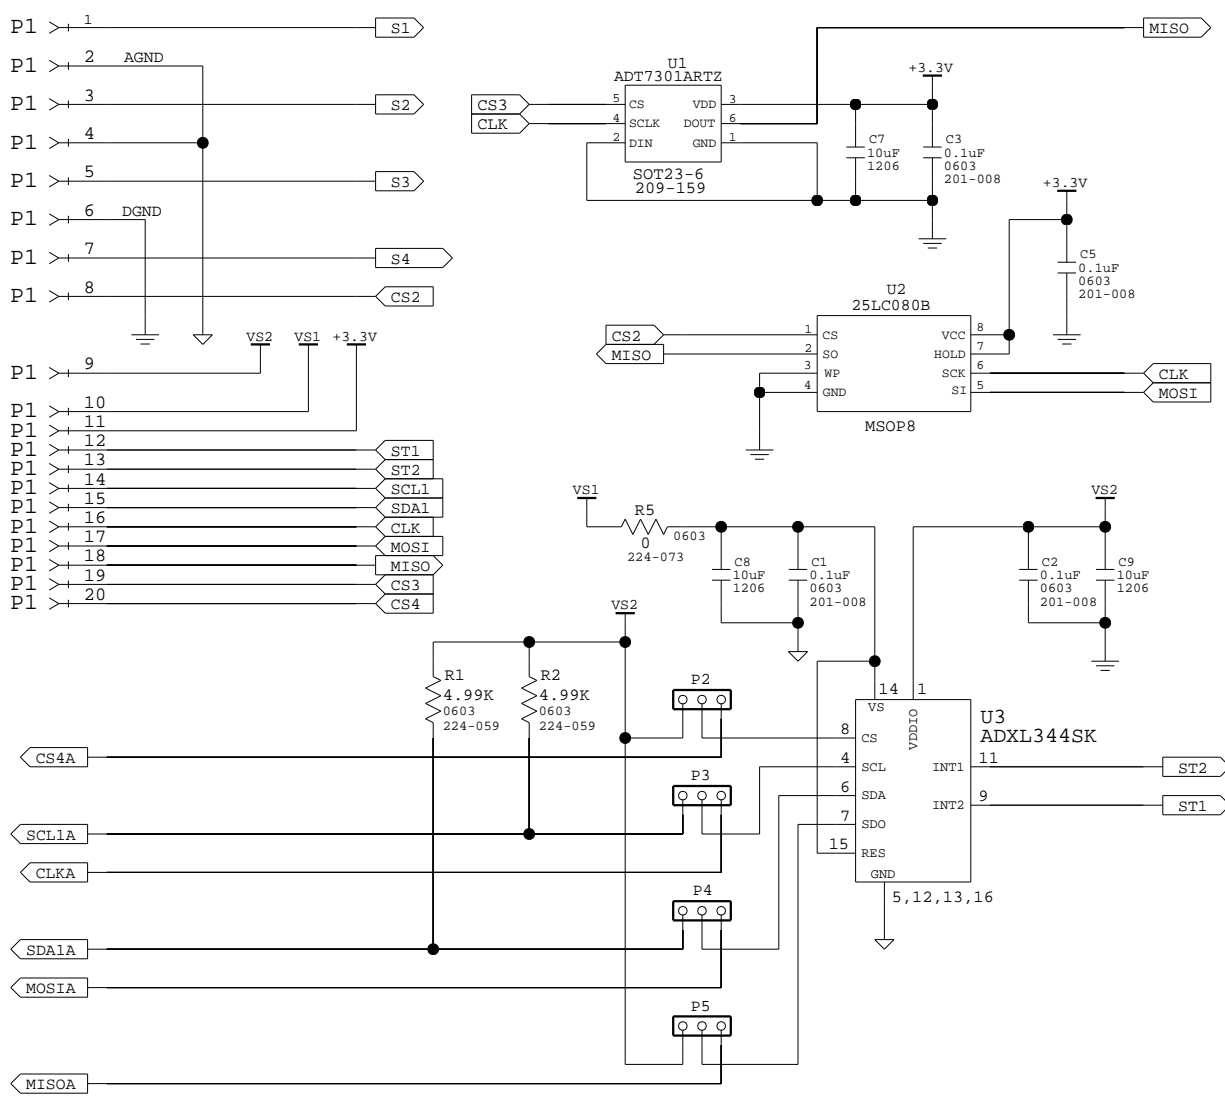 P1 1 S1
P1 2 AGND
P1 3 S2
P1 4
P1 5 S3
P1 6 DGND
P1 7 S4
P1 8 CS2
VS2 VS1 +3.3V
P1 9
P1 10
P1 11
P1 12 ST1
P1 13 ST2
P1 14 SCL1
P1 15 SDA1
P1 16 CLK
P1 17 MOSI
P1 18 MISO
P1 19 CS3
P1 20 CS4
MISO
U1
ADT7301ARTZ
+3.3V
CS3 5 CS VDD 3
CLK 4 SCLK DOUT 6
2 DIN GND 1
SOT23-6
209-159
C7
10uF
1206
C3
0.1uF
0603
201-008
+3.3V
C5
0.1uF
0603
201-008
U2
25LC080B
CS2 1 CS VCC 8
MISO 2 SO HOLD 7
3 WP SCK 6 CLK
4 GND SI 5 MOSI
MSOP8
VS1
R5
0
0603
224-073
C8
10uF
1206
C1
0.1uF
0603
201-008
VS2
C2
0.1uF
0603
201-008
C9
10uF
1206
VS2
R1
4.99K
0603
224-059
R2
4.99K
0603
224-059
P2
P3
P4
P5
CS4A
SCL1A
CLKA
SDA1A
MOSIA
MISOA
14 1
VS
VDDIO
U3
ADXL344SK
8 CS
4 SCL INT1 11 ST2
6 SDA
INT2 9 ST1
7 SDO
15 RES
GND
5,12,13,16